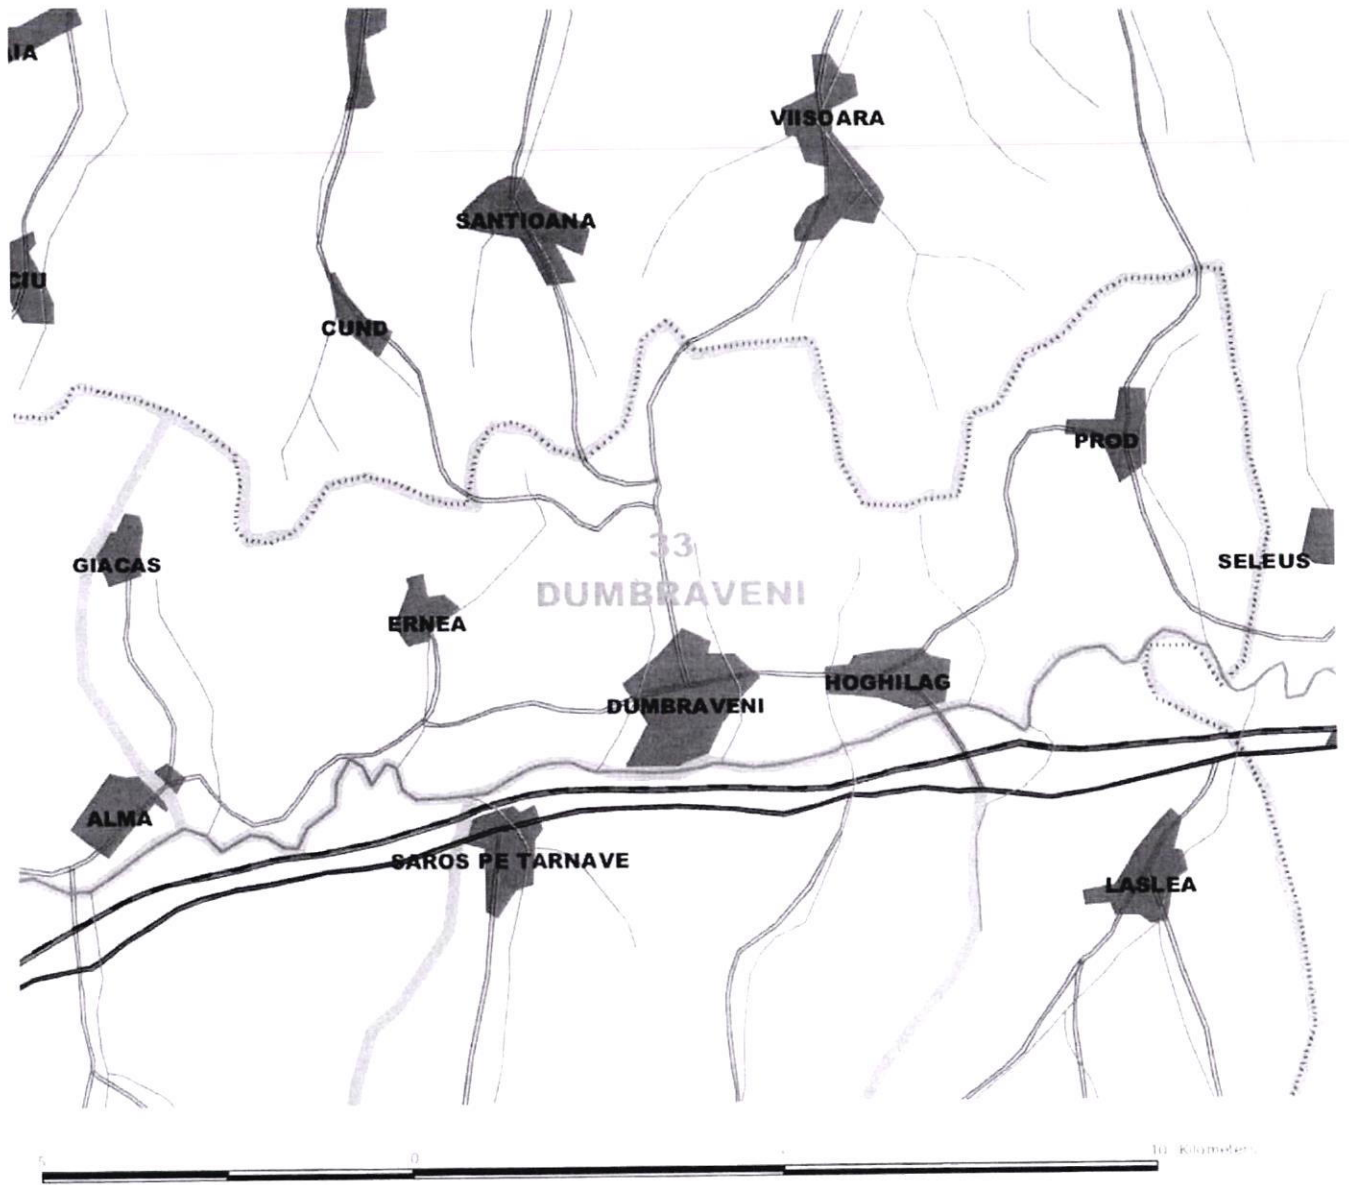 VIISOARA
SANTIOANA
CIU
CUND
PROD
33
SELEUS
GIACAS
DUMBRAVENI
ERNEA
HOGHILAG
DUMBRAVENI
ALMA
SAROS PE TARNAVE
LASLEA
5 0 10 Kilometers